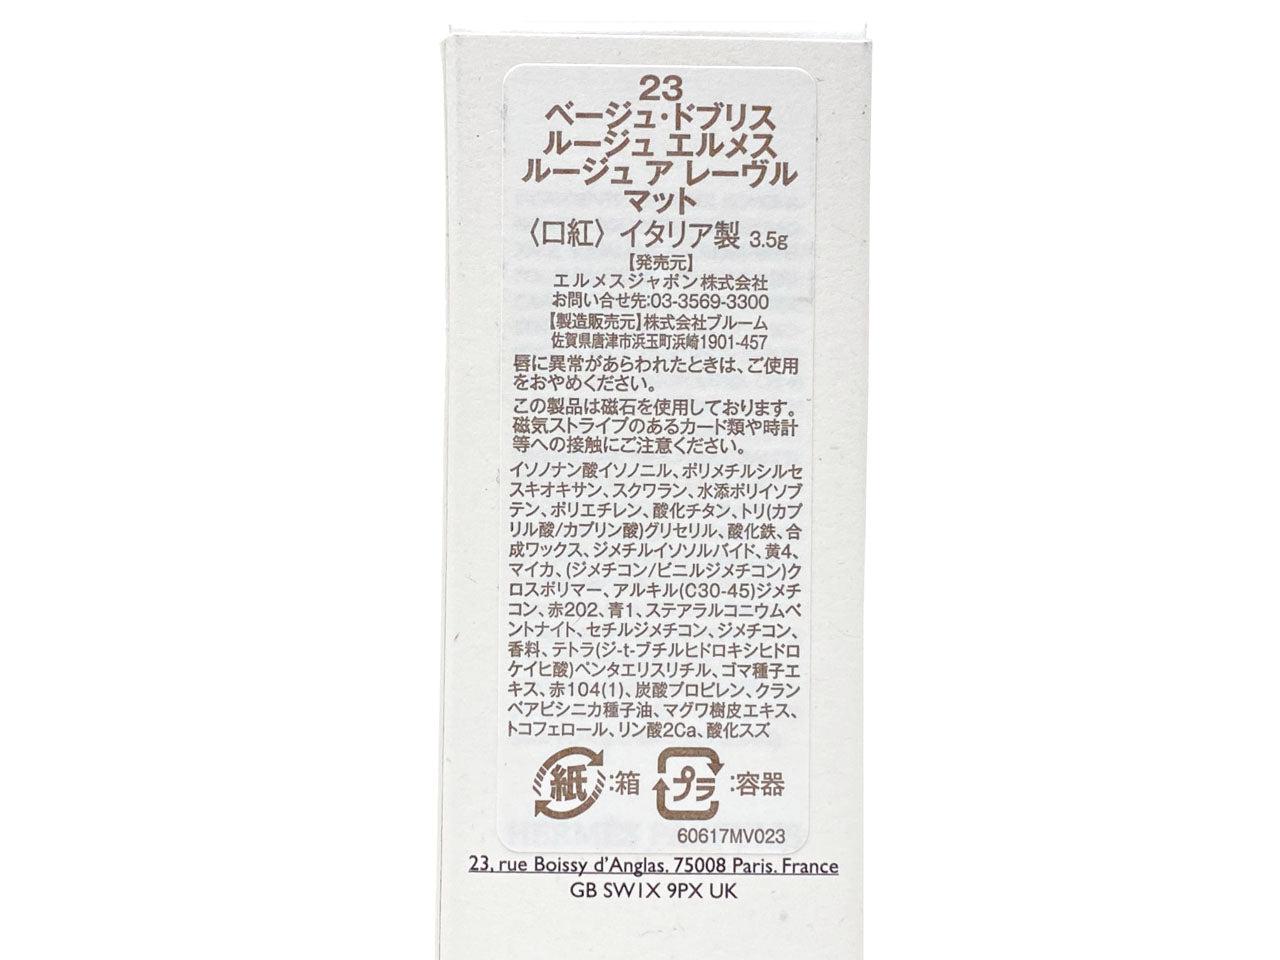 23
ベージュ・ドブリス
ルージュ エルメス
ルージュ ア レーヴル
マット
〈口紅〉 イタリア製 3.5g
【発売元】
エルメスジャポン株式会社
お問い合せ先:03-3569-3300
【製造販売元】株式会社ブルーム
佐賀県唐津市浜玉町浜崎1901-457
唇に異常があらわれたときは、ご使用
をおやめください。
この製品は磁石を使用しております。
磁気ストライプのあるカード類や時計
等への接触にご注意ください。
イソノナン酸イソノニル、ポリメチルシルセ
スキオキサン、スクワラン、水添ポリイソブ
テン、ポリエチレン、酸化チタン、トリ(カプ
リル酸/カプリン酸)グリセリル、酸化鉄、合
成ワックス、ジメチルイソソルバイド、黄4、
マイカ、(ジメチコン/ビニルジメチコン)ク
ロスポリマー、アルキル(C30-45)ジメチ
コン、赤202、青1、ステアラルコニウムベ
ントナイト、セチルジメチコン、ジメチコン、
香料、テトラ(ジ-t-ブチルヒドロキシヒドロ
ケイヒ酸)ペンタエリスリチル、ゴマ種子エ
キス、赤104(1)、炭酸プロピレン、クラン
ベアビシニカ種子油、マグワ樹皮エキス、
トコフェロール、リン酸2Ca、酸化スズ
紙:箱 プラ:容器
60617MV023
23, rue Boissy d'Anglas. 75008 Paris. France
GB SW1X 9PX UK